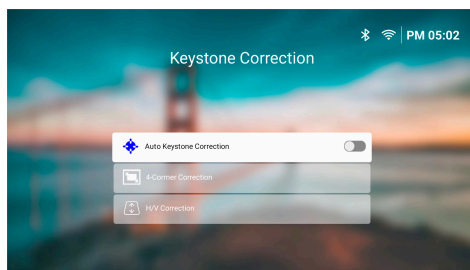 PM 05:02
Keystone Correction
Auto Keystone Correction
4-Corner Correction
H/V Correction